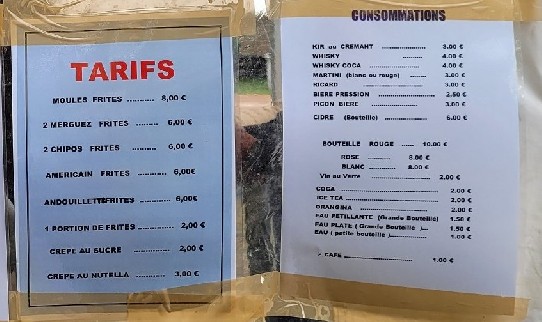 TARIFS
MOULES FRITES .......... 8,00 €
2 MERGUEZ FRITES ....... 6,00 €
2 CHIPOS FRITES ....... 6,00 €
AMERICAIN FRITES ........... 6,00€
ANDOUILLETTEFRITES ........ 6,00€
1 PORTION DE FRITES ......... 2,00 €
CREPE AU SUCRE ....... 2,00 €
CREPE AU NUTELLA ...... 3,00 €
CONSOMMATIONS
KIR ou CREMANT .................. 3.00 €
WHISKY ........ 4.00 €
WHISKY COCA .................. 4.00 €
MARTINI (blanc ou rouge) ....... 3.00 €
RICARD .................. 3.00 €
BIERE PRESSION .................. 2.50 €
PICON BIERE .................. 3.00 €
CIDRE (Bouteille) .................. 6.00 €
BOUTEILLE ROUGE ...... 10.00 €
ROSE ....... 8.00 €
BLANC ......... 8.00 €
Vin au Verre .................. 2.00 €
COCA .................. 2.00 €
ICE TEA .................. 2.00 €
ORANGINA .................. 2.00 €
EAU PETILLANTE (Grande Bouteille) 1.50 €
EAU PLATE ( Grande Bouteille )... 1.50 €
EAU ( petite bouteille )............ 1.00 €
CAFE .................. 1.00 €